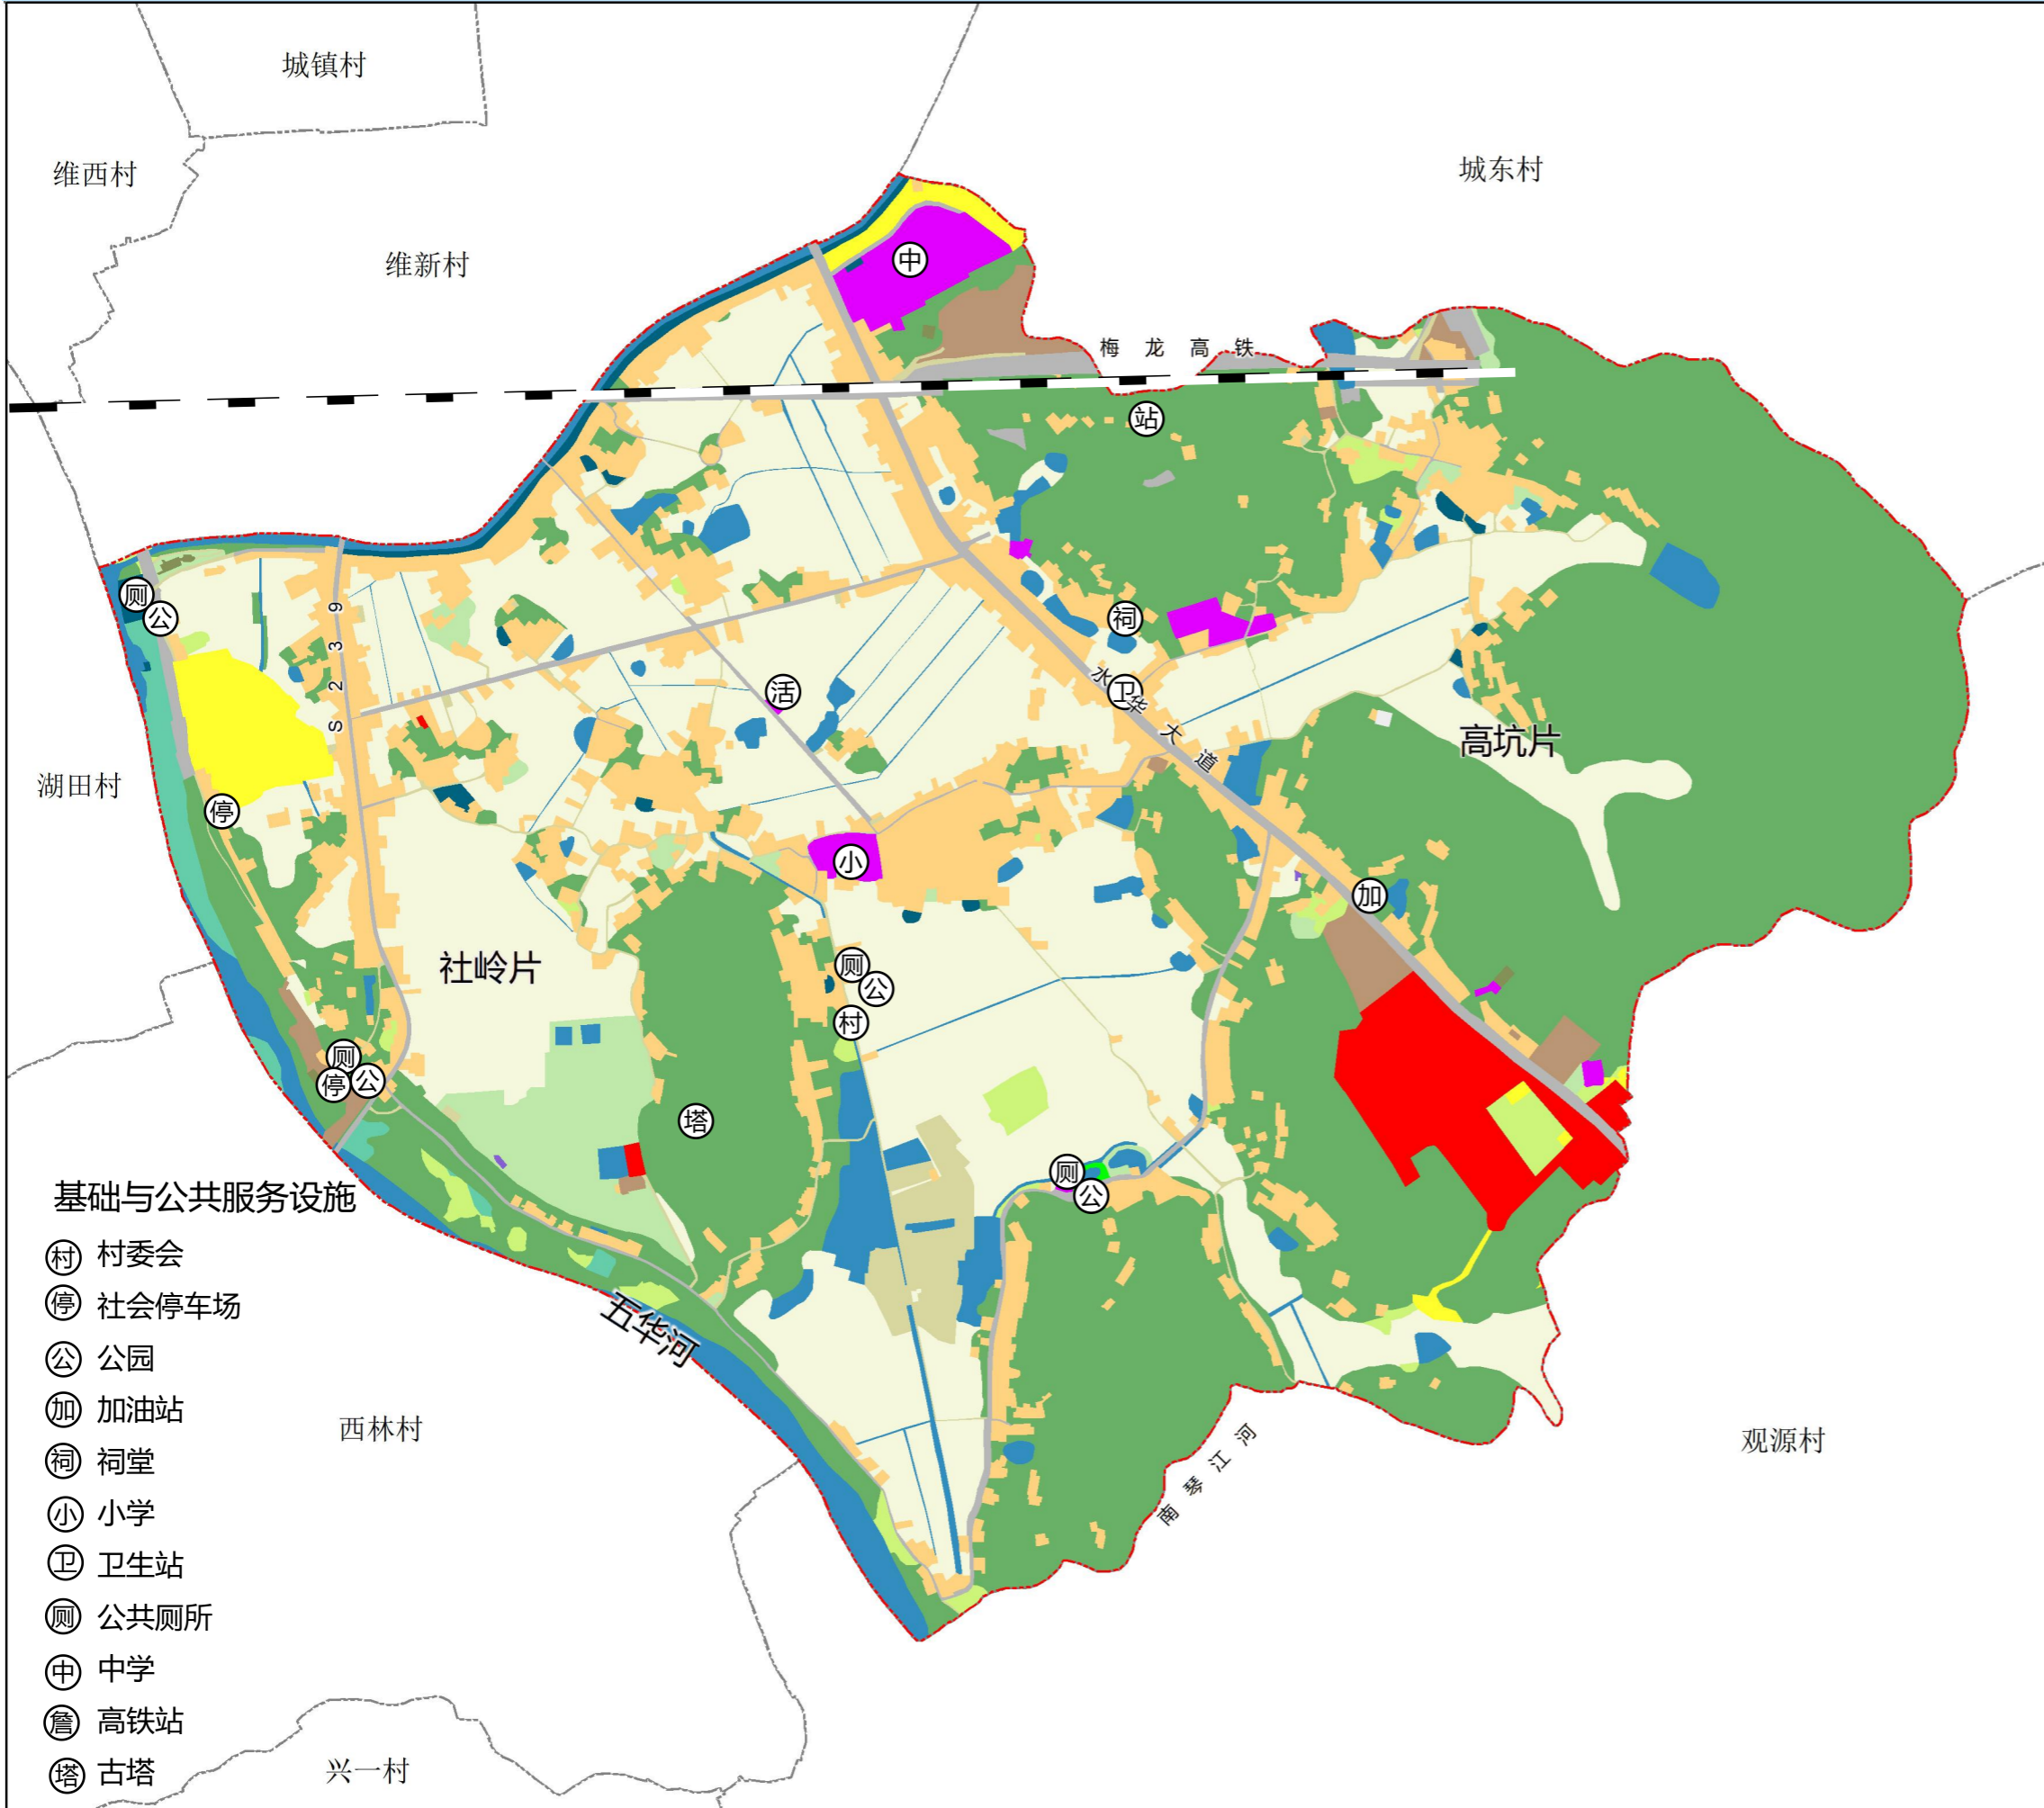 城镇村
维西村
城东村
维新村
中
梅龙高铁
站
厕
公
S239
祠
活
卫
水华大道
高坑片
湖田村
停
小
加
社岭片
厕
公
村
厕
停
公
塔
厕
公
五华河
南琴江河
西林村
观源村
兴一村
基础与公共服务设施
村 村委会
停 社会停车场
公 公园
加 加油站
祠 祠堂
小 小学
卫 卫生站
厕 公共厕所
中 中学
詹 高铁站
塔 古塔